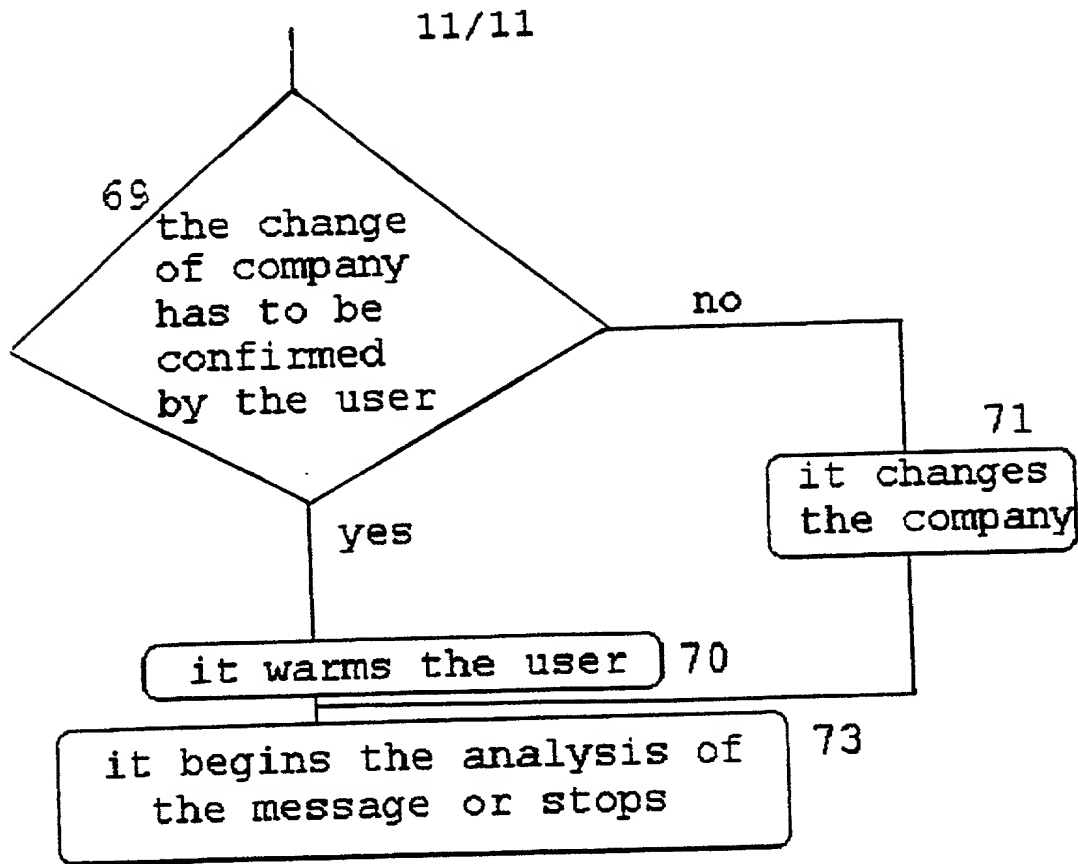 11/11
69
the change
of company
has to be
confirmed
by the user
no
yes
71
it changes
the company
it warms the user
70
73
it begins the analysis of
the message or stops